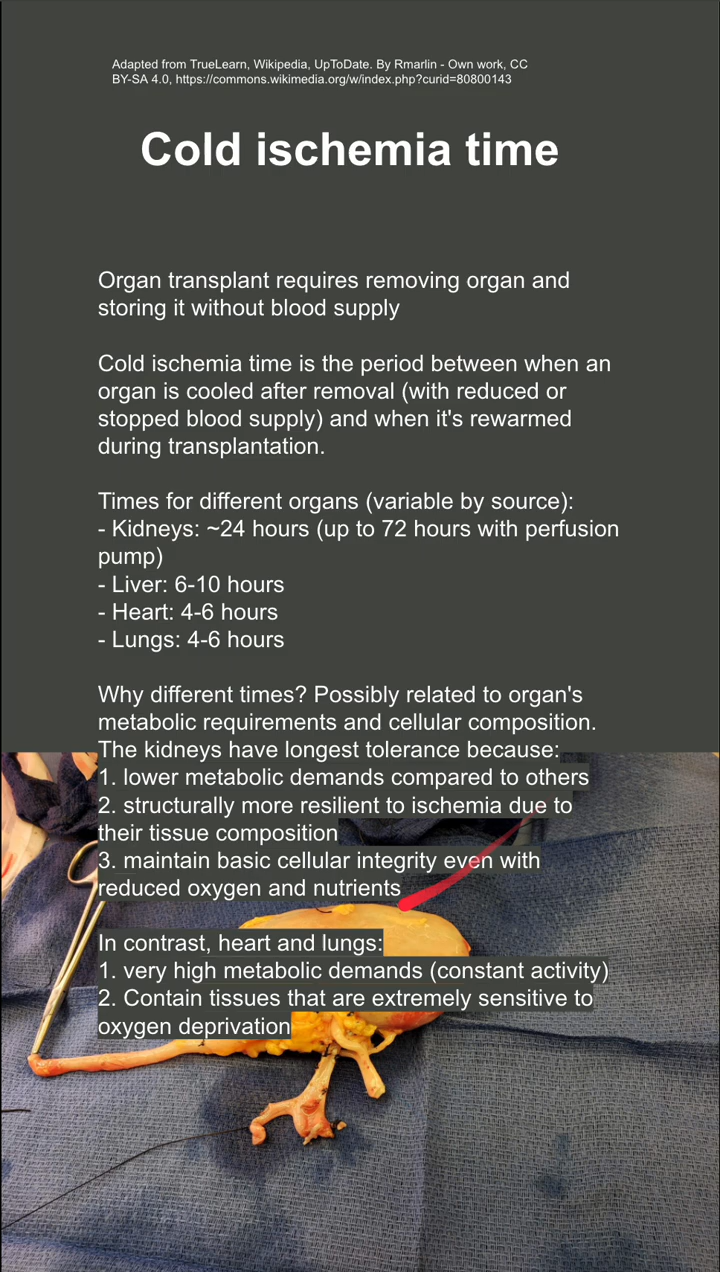 Adapted from TrueLearn, Wikipedia, UpToDate. By Rmarlin - Own work, CC
BY-SA 4.0, https://commons.wikimedia.org/w/index.php?curid=80800143
Cold ischemia time
Organ transplant requires removing organ and
storing it without blood supply
Cold ischemia time is the period between when an
organ is cooled after removal (with reduced or
stopped blood supply) and when it's rewarmed
during transplantation.
Times for different organs (variable by source):
- Kidneys: ~24 hours (up to 72 hours with perfusion
pump)
- Liver: 6-10 hours
- Heart: 4-6 hours
- Lungs: 4-6 hours
Why different times? Possibly related to organ's
metabolic requirements and cellular composition.
The kidneys have longest tolerance because:
1. lower metabolic demands compared to others
2. structurally more resilient to ischemia due to
their tissue composition
3. maintain basic cellular integrity even with
reduced oxygen and nutrients
In contrast, heart and lungs:
1. very high metabolic demands (constant activity)
2. Contain tissues that are extremely sensitive to
oxygen deprivation